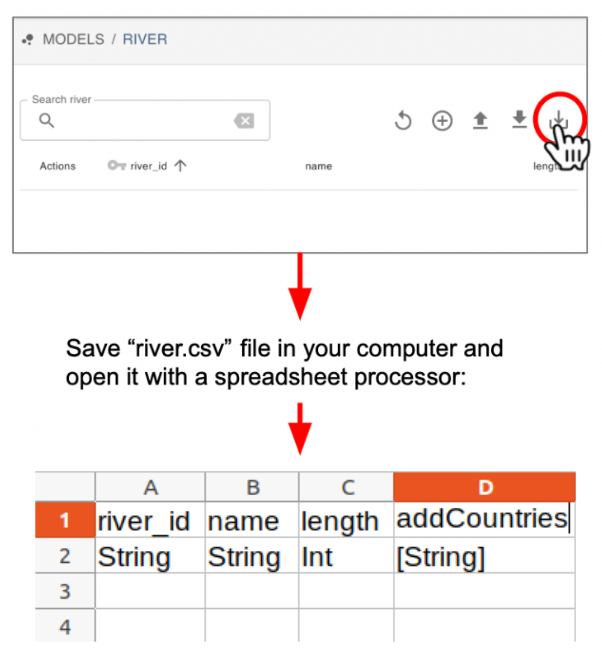 MODELS / RIVER
Search river
Actions river_id name leng
Save “river.csv” file in your computer and
open it with a spreadsheet processor:
A B C D
1 river_id name length addCountries
2 String String Int [String]
3
4